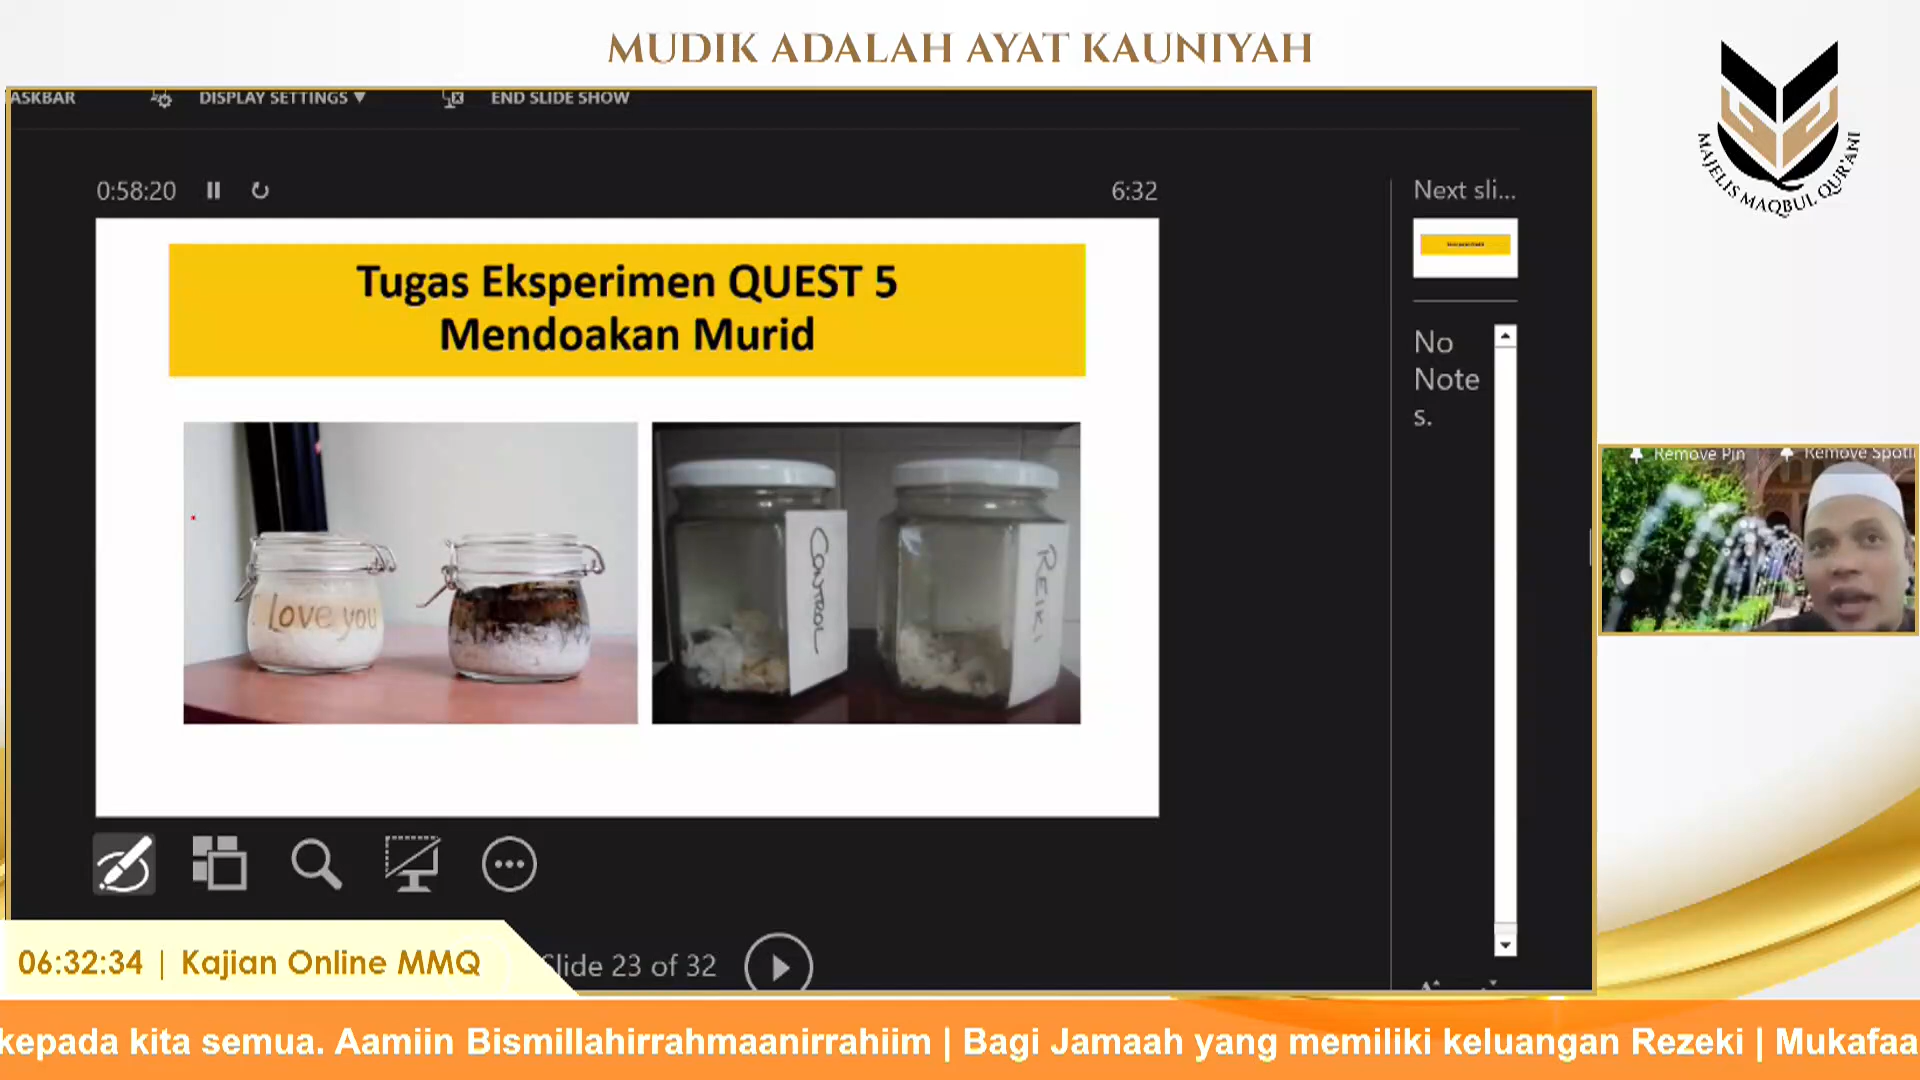 MUDIK ADALAH AYAT KAUNIYAH
MAJELIS MAQBUL QUR'ANI
ASKBAR
DISPLAY SETTINGS ▼
END SLIDE SHOW
0:58:20
6:32
Next sli...
Tugas Eksperimen QUEST 5
Mendoakan Murid
Love you
CONTROL
REIKI
No
Note
s.
Remove Pin
Remove Spotli
Slide 23 of 32
06:32:34 | Kajian Online MMQ
kepada kita semua. Aamiin Bismillahirrahmaanirrahiim | Bagi Jamaah yang memiliki keluangan Rezeki | Mukafaa